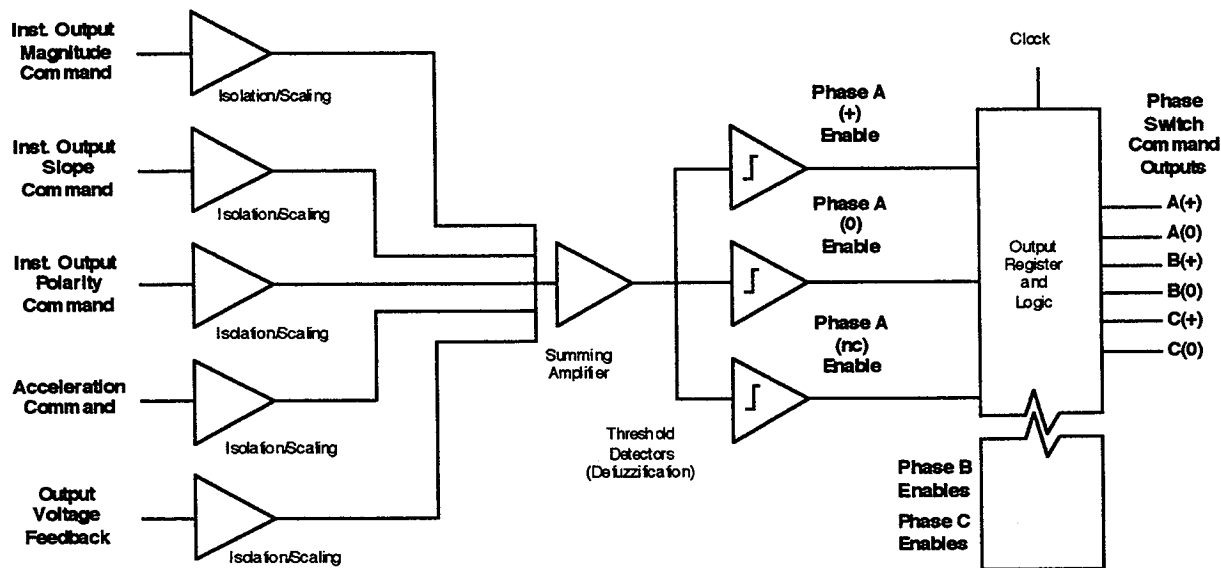 Inst. Output
Magnitude
Command
Isolation/Scaling
Inst. Output
Slope
Command
Isolation/Scaling
Inst. Output
Polarity
Command
Isolation/Scaling
Acceleration
Command
Isolation/Scaling
Output
Voltage
Feedback
Isolation/Scaling
Summing
Amplifier
Threshold
Detectors
(Defuzzification)
Phase A
(+)
Enable
Phase A
(0)
Enable
Phase A
(nc)
Enable
Clock
Output
Register
and
Logic
Phase B
Enables
Phase C
Enables
Phase
Switch
Command
Outputs
A(+)
A(0)
B(+)
B(0)
C(+)
C(0)